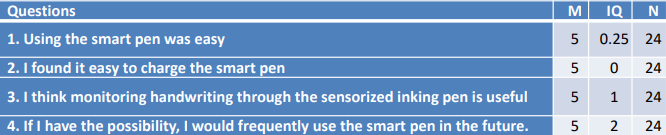 Questions M IQ N
1. Using the smart pen was easy 5 0.25 24
2. I found it easy to charge the smart pen 5 0 24
3. I think monitoring handwriting through the sensorized inking pen is useful 5 1 24
4. If I have the possibility, I would frequently use the smart pen in the future. 5 2 24